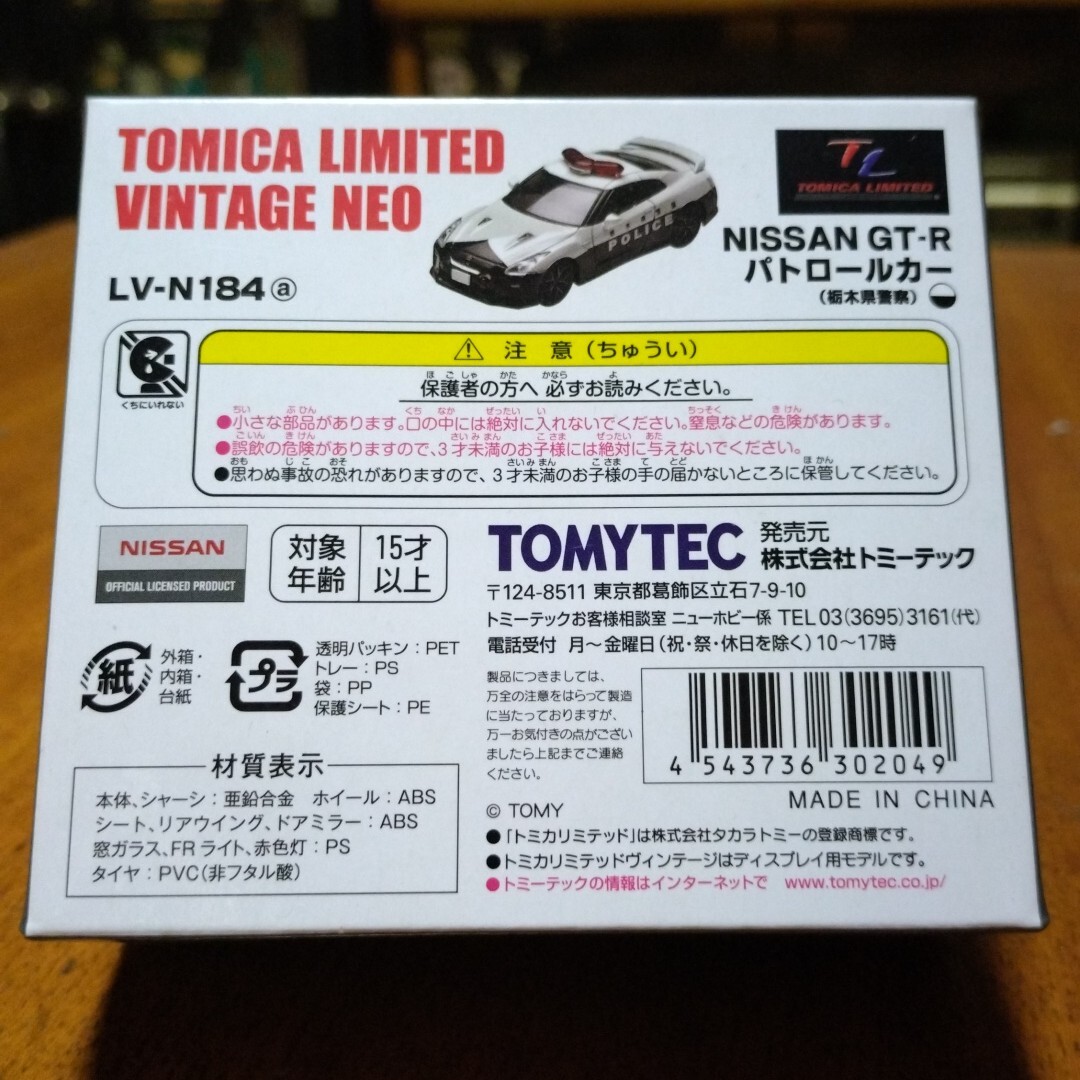 TOMICA LIMITED
VINTAGE NEO
LV-N184ⓐ
POLICE
TL
TOMICA LIMITED
NISSAN GT-R
パトロールカー
(栃木県警察)
くちにいれない
⚠ 注 意 (ちゅうい)
保護者の方へ 必ずお読みください。
●小さな部品があります。口の中には絶対に入れないでください。窒息などの危険があります。
●誤飲の危険がありますので、3才未満のお子様には絶対に与えないでください。
●思わぬ事故の恐れがありますので、3才未満のお子様の手の届かないところに保管してください。
NISSAN
OFFICIAL LICENSED PRODUCT
対象年齢 15才以上
TOMYTEC 発売元 株式会社トミーテック
〒124-8511 東京都葛飾区立石7-9-10
トミーテックお客様相談室 ニューホビー係 TEL 03(3695)3161(代)
電話受付 月～金曜日(祝・祭・休日を除く)10～17時
紙
外箱・
内箱・
台紙
プラ
透明パッキン:PET
トレー:PS
袋:PP
保護シート:PE
製品につきましては、
万全の注意をはらって製造
に当たっておりますが、
万一お気付きの点がござい
ましたら上記までご連絡
ください。
4 543736 302049
MADE IN CHINA
材質表示
本体、シャーシ:亜鉛合金 ホイール:ABS
シート、リアウイング、ドアミラー:ABS
窓ガラス、FRライト、赤色灯:PS
タイヤ:PVC(非フタル酸)
© TOMY
●「トミカリミテッド」は株式会社タカラトミーの登録商標です。
●トミカリミテッドヴィンテージはディスプレイ用モデルです。
●トミーテックの情報はインターネットで www.tomytec.co.jp/